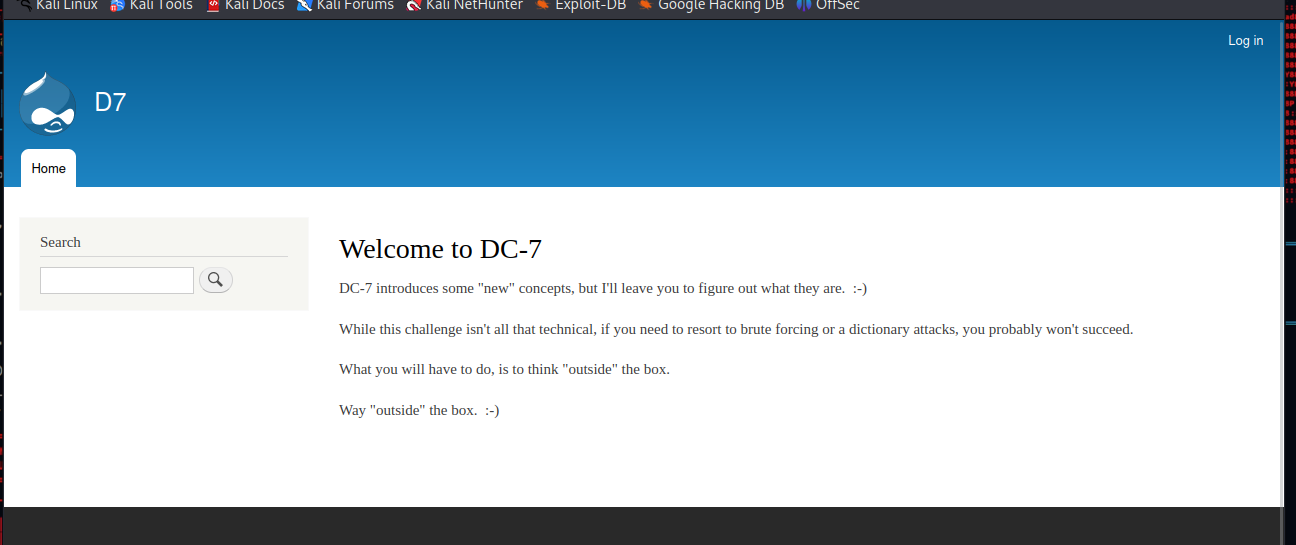 Kali Linux Kali Tools Kali Docs Kali Forums Kali NetHunter Exploit-DB Google Hacking DB OffSec
Log in
D7
Home
Search
Welcome to DC-7
DC-7 introduces some "new" concepts, but I'll leave you to figure out what they are.  :-)
While this challenge isn't all that technical, if you need to resort to brute forcing or a dictionary attacks, you probably won't succeed.
What you will have to do, is to think "outside" the box.
Way "outside" the box.  :-)